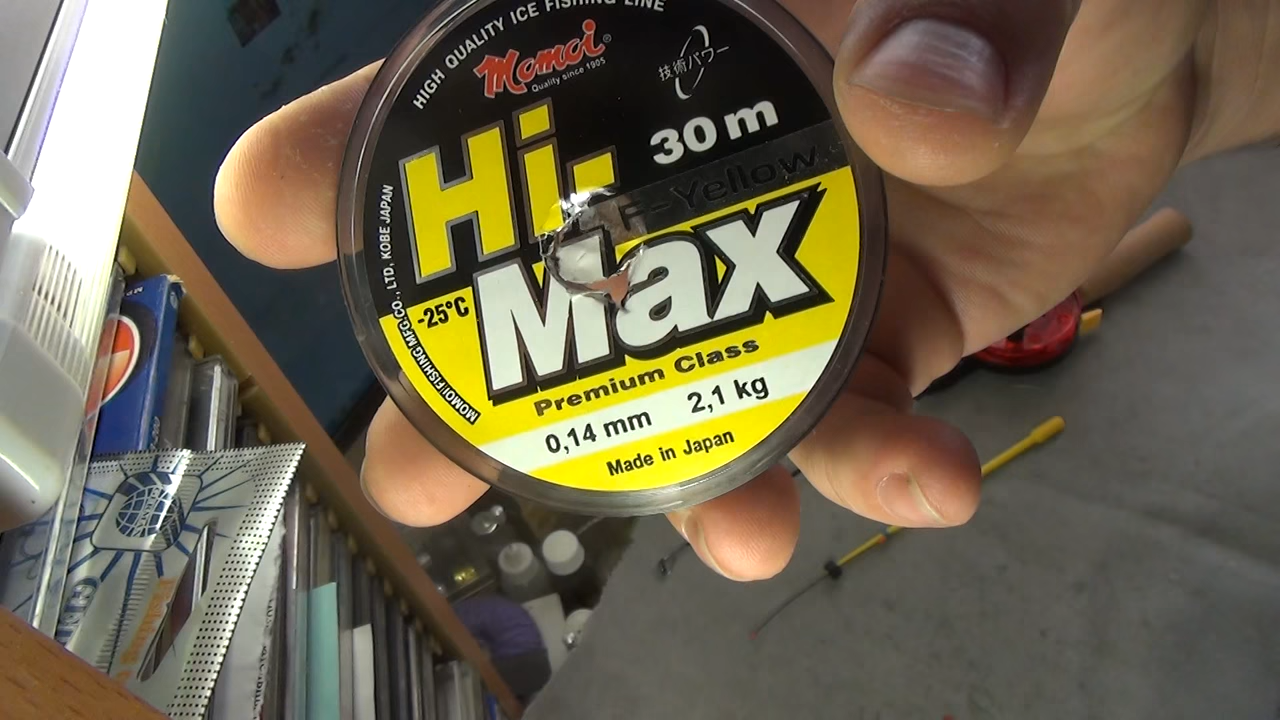 HIGH QUALITY ICE FISHING LINE
Momoi®
Quality since 1905
技術パワー
30 m
Hi-
F-Yellow
Max
-25°C
Premium Class
0,14 mm 2,1 kg
Made in Japan
MOMOI FISHING MFG.CO., LTD, KOBE JAPAN